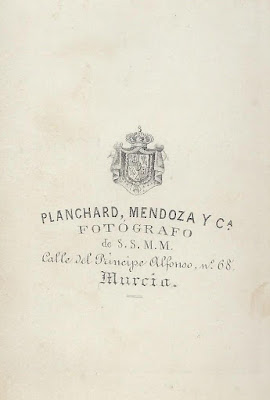 PLANCHARD, MENDOZA Y Cª
FOTÓGRAFO
de S.S.M.M.
Calle del Príncipe Alfonso, nº 68.
Murcia.